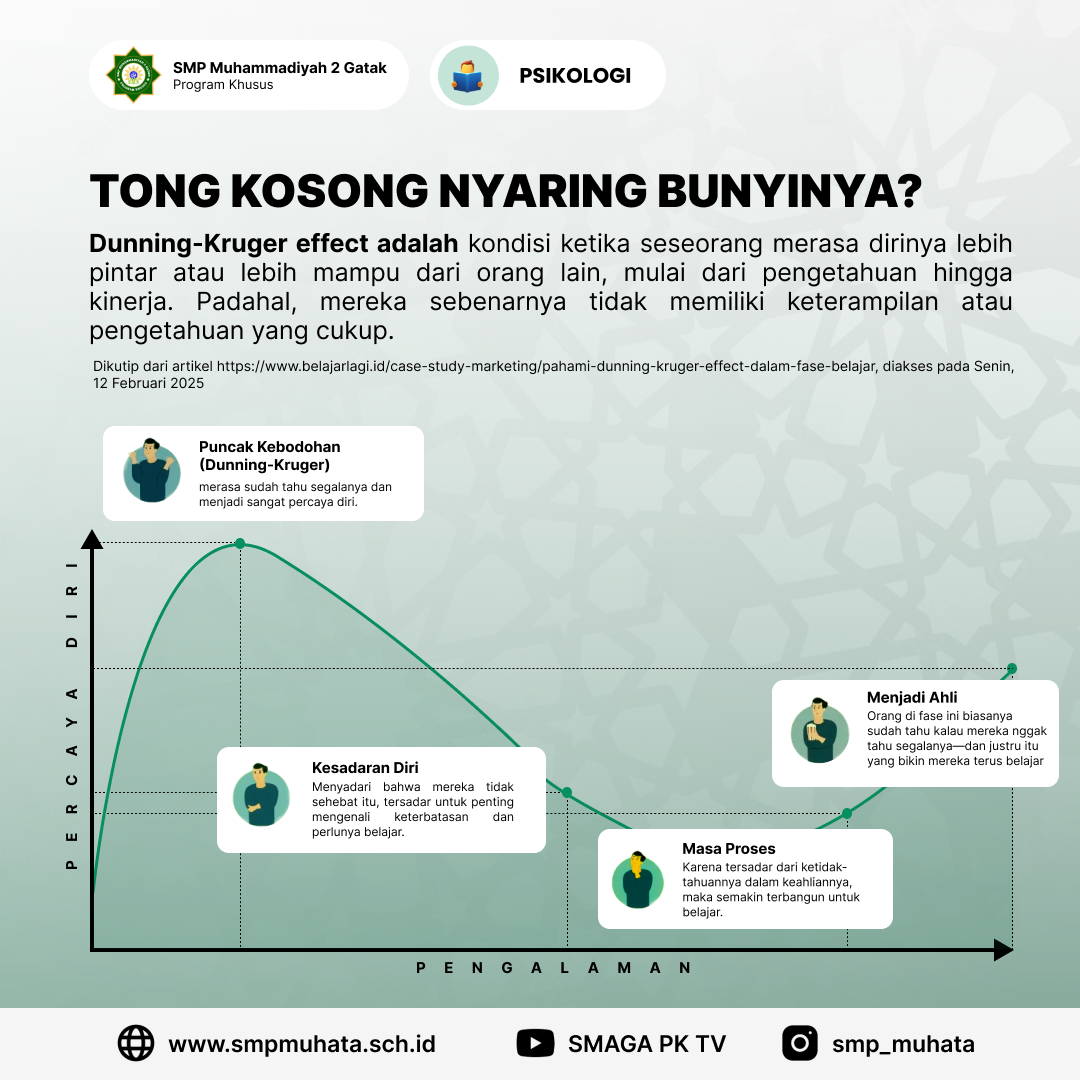 SMP Muhammadiyah 2 Gatak
Program Khusus
PSIKOLOGI
TONG KOSONG NYARING BUNYINYA?
Dunning-Kruger effect adalah kondisi ketika seseorang merasa dirinya lebih
pintar atau lebih mampu dari orang lain, mulai dari pengetahuan hingga
kinerja. Padahal, mereka sebenarnya tidak memiliki keterampilan atau
pengetahuan yang cukup.
Dikutip dari artikel https://www.belajarlagi.id/case-study-marketing/pahami-dunning-kruger-effect-dalam-fase-belajar, diakses pada Senin,
12 Februari 2025
Puncak Kebodohan
(Dunning-Kruger)
merasa sudah tahu segalanya dan
menjadi sangat percaya diri.
PERCAYA DIRI
Menjadi Ahli
Orang di fase ini biasanya
sudah tahu kalau mereka nggak
tahu segalanya—dan justru itu
yang bikin mereka terus belajar
Kesadaran Diri
Menyadari bahwa mereka tidak
sehebat itu, tersadar untuk penting
mengenali keterbatasan dan
perlunya belajar.
Masa Proses
Karena tersadar dari ketidak-
tahuannya dalam keahliannya,
maka semakin terbangun untuk
belajar.
PENGALAMAN
www.smpmuhata.sch.id
SMAGA PK TV
smp_muhata